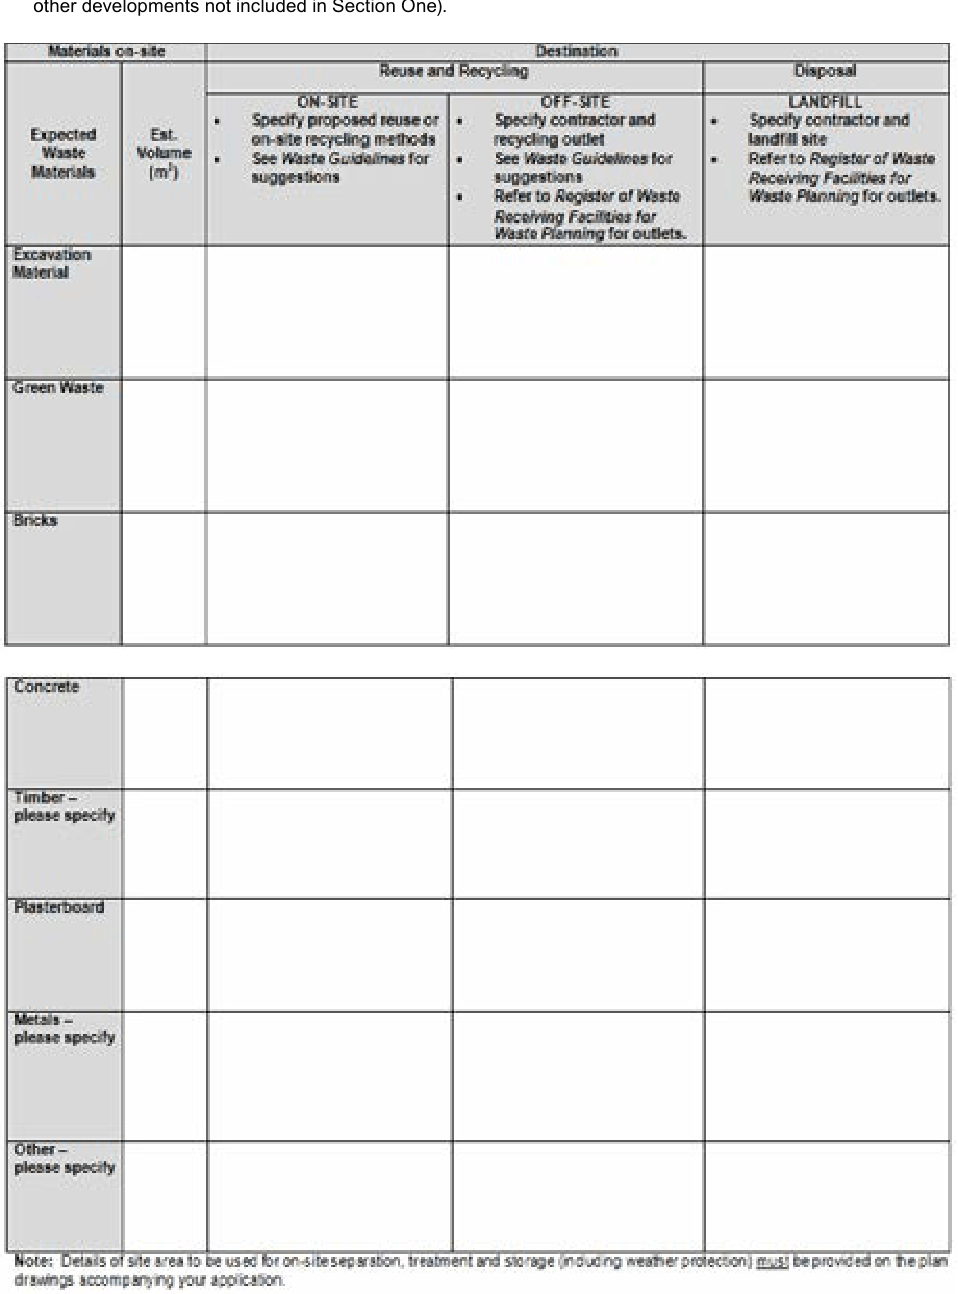 other developments not included in Section One).
Materials on-site
Destination
Reuse and Recycling
Disposal
Expected
Waste
Materials
Est.
Volume
(m³)
ON-SITE
• Specify proposed reuse or
on-site recycling methods
• See Waste Guidelines for
suggestions
OFF-SITE
• Specify contractor and
recycling outlet
• See Waste Guidelines for
suggestions
• Refer to Register of Waste
Receiving Facilities for
Waste Planning for outlets.
LANDFILL
• Specify contractor and
landfill site
• Refer to Register of Waste
Receiving Facilities for
Waste Planning for outlets.
Excavation
Material
Green Waste
Bricks
Concrete
Timber –
please specify
Plasterboard
Metals –
please specify
Other –
please specify
Note: Details of site area to be used for on-site separation, treatment and storage (including weather protection) must be provided on the plan
drawings accompanying your application.